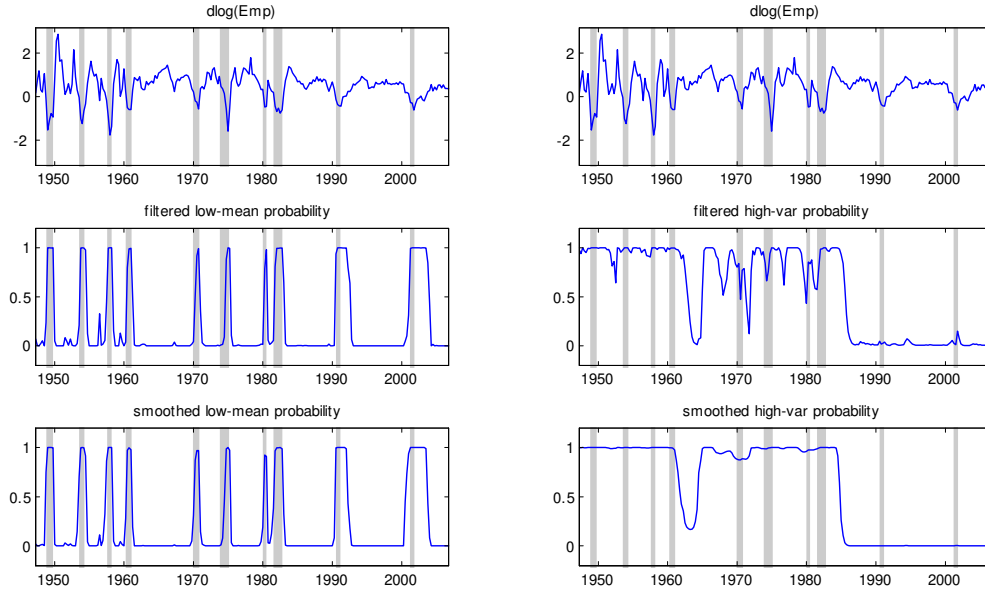 dlog(Emp)
2
0
-2
1950 1960 1970 1980 1990 2000
filtered low-mean probability
1
0.5
0
1950 1960 1970 1980 1990 2000
smoothed low-mean probability
1
0.5
0
1950 1960 1970 1980 1990 2000
dlog(Emp)
2
0
-2
1950 1960 1970 1980 1990 2000
filtered high-var probability
1
0.5
0
1950 1960 1970 1980 1990 2000
smoothed high-var probability
1
0.5
0
1950 1960 1970 1980 1990 2000